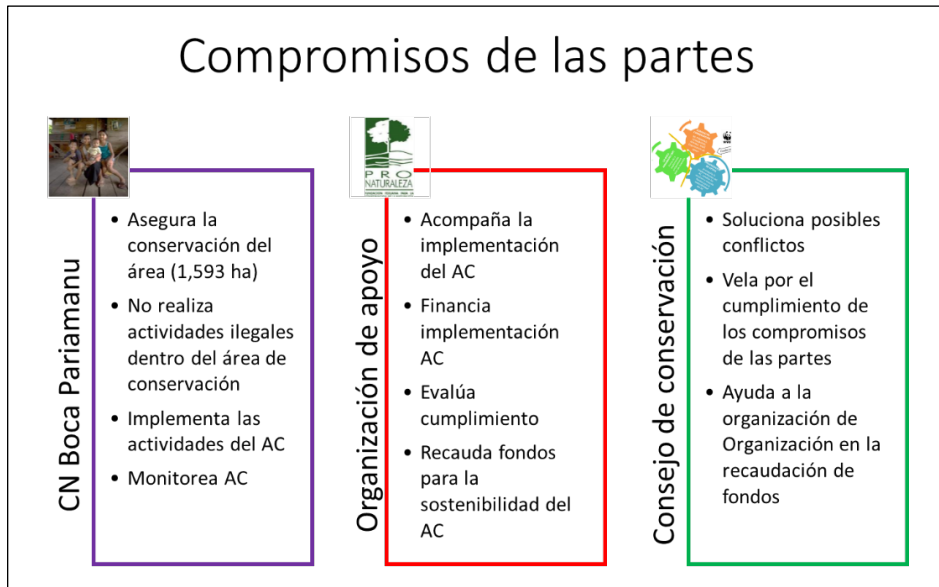 Compromisos de las partes
CN Boca Pariamanu
• Asegura la
conservación del
área (1,593 ha)
• No realiza
actividades ilegales
dentro del área de
conservación
• Implementa las
actividades del AC
• Monitorea AC
PRO
NATURALEZA
Organización de apoyo
• Acompaña la
implementación
del AC
• Financia
implementación
AC
• Evalúa
cumplimiento
• Recauda fondos
para la
sostenibilidad del
AC
Consejo de conservación
• Soluciona posibles
conflictos
• Vela por el
cumplimiento de
los compromisos
de las partes
• Ayuda a la
organización de
Organización en la
recaudación de
fondos